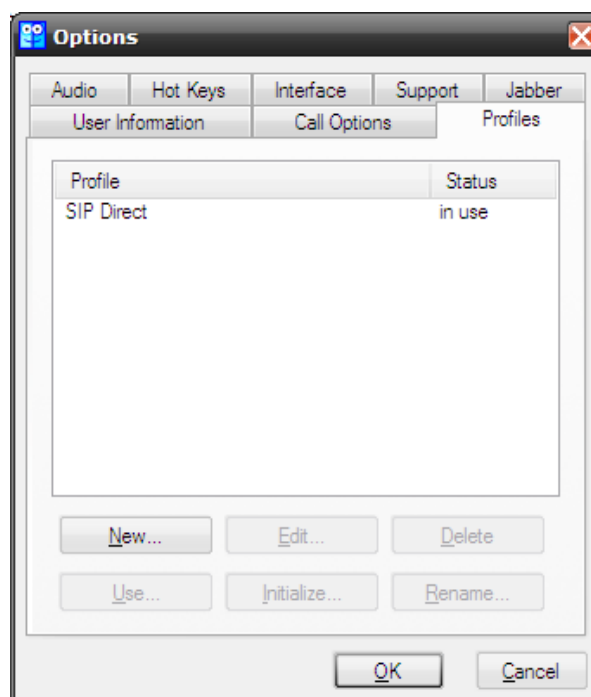 Options
Audio Hot Keys Interface Support Jabber
User Information Call Options Profiles
Profile Status
SIP Direct in use
New... Edit... Delete
Use... Initialize... Rename...
OK Cancel